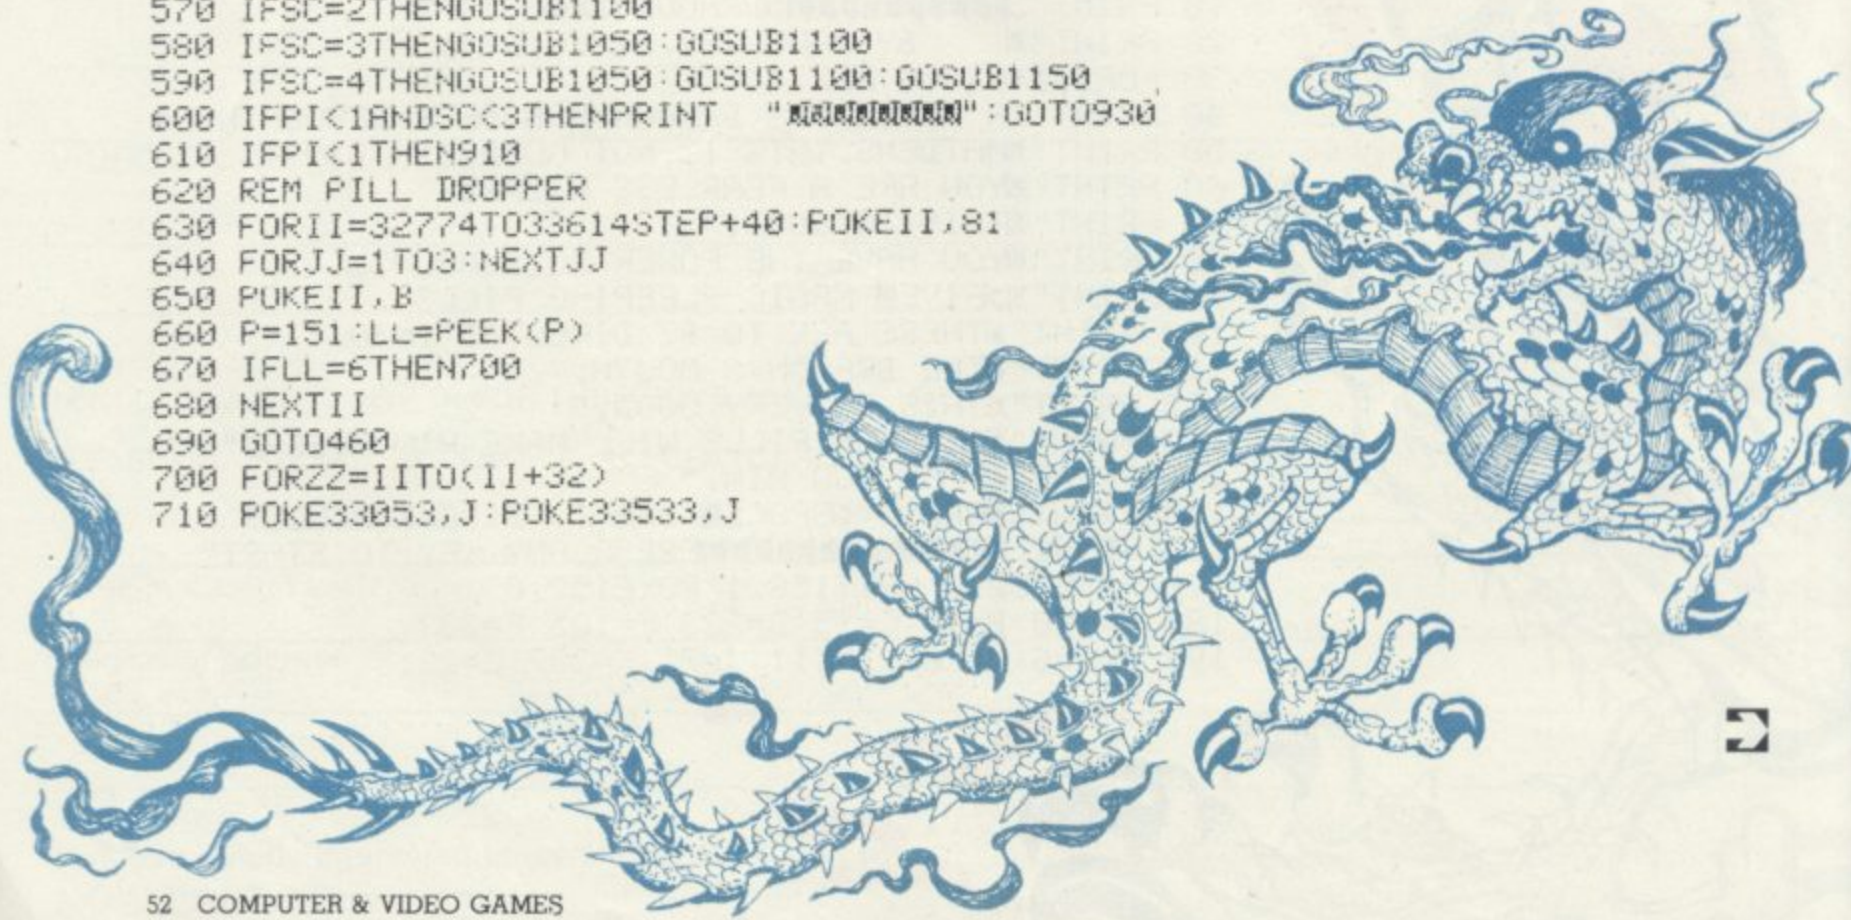 570 IFSC=2THENGOSUB1100
580 IFSC=3THENGOSUB1050:GOSUB1100
590 IFSC=4THENGOSUB1050:GOSUB1100:GOSUB1150
600 IFPI<1ANDSC<3THENPRINT "":GOTO930
610 IFPI<1THEN910
620 REM PILL DROPPER
630 FORII=32774TO33614STEP+40:POKEII,81
640 FORJJ=1TO3:NEXTJJ
650 POKEII,B
660 P=151:LL=PEEK(P)
670 IFLL=6THEN700
680 NEXTII
690 GOTO460
700 FORZZ=IITO(II+32)
710 POKE33053,J:POKE33533,J
52 COMPUTER & VIDEO GAMES